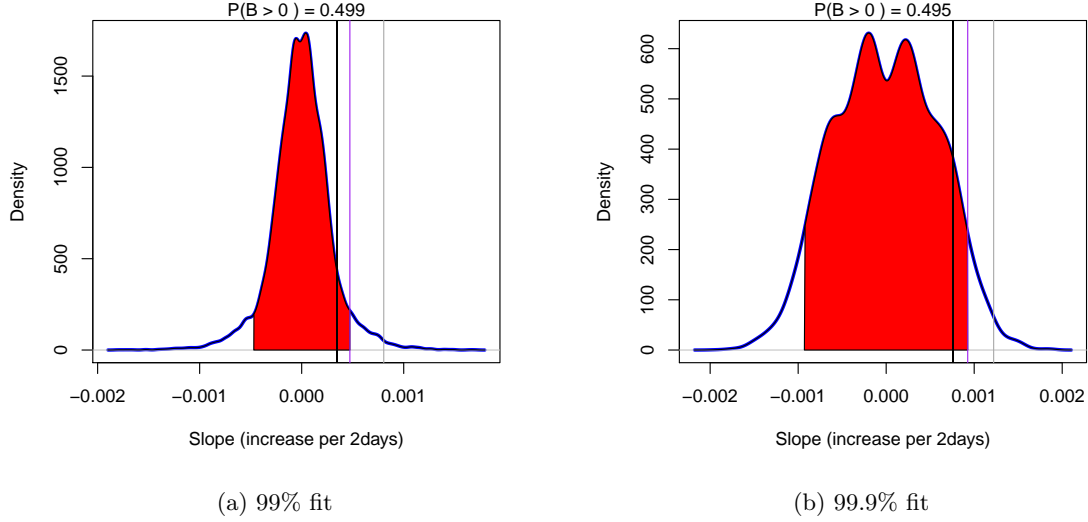 P(B > 0 ) = 0.499
Density
0
500
1000
1500
−0.002
−0.001
0.000
0.001
Slope (increase per 2days)
(a) 99% fit
P(B > 0 ) = 0.495
Density
0
100
200
300
400
500
600
−0.002
−0.001
0.000
0.001
0.002
Slope (increase per 2days)
(b) 99.9% fit